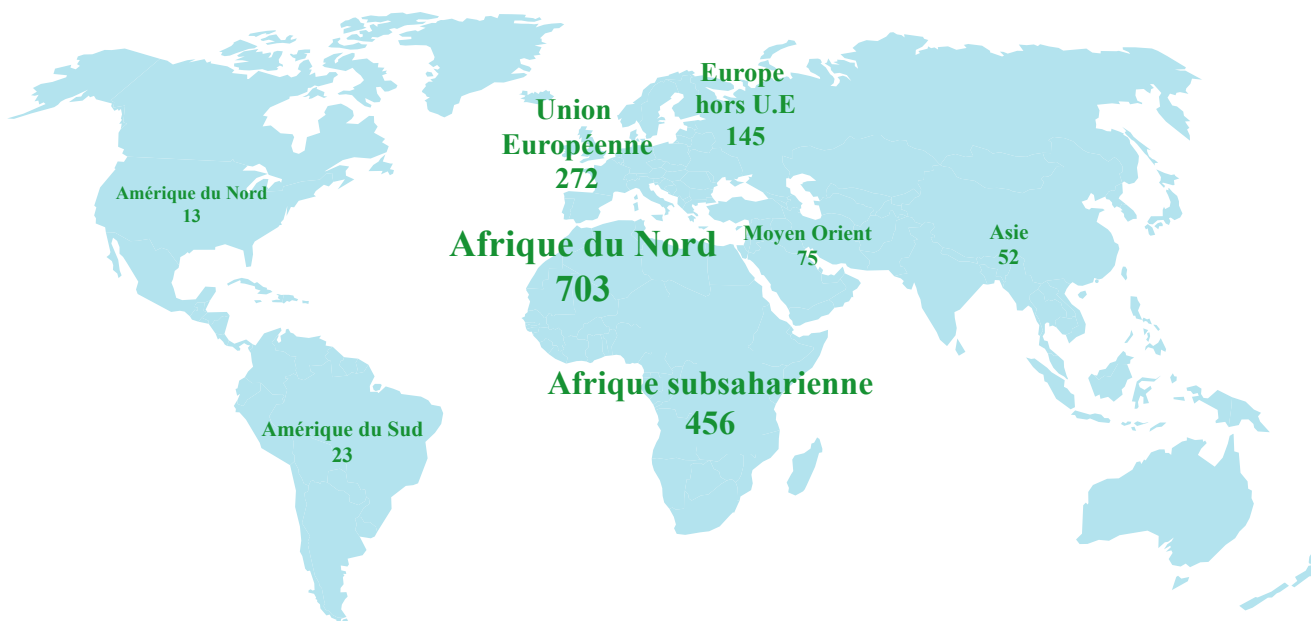 Europe
hors U.E
145
Union
Européenne
272
Amérique du Nord
13
Afrique du Nord
703
Moyen Orient
75
Asie
52
Afrique subsaharienne
456
Amérique du Sud
23